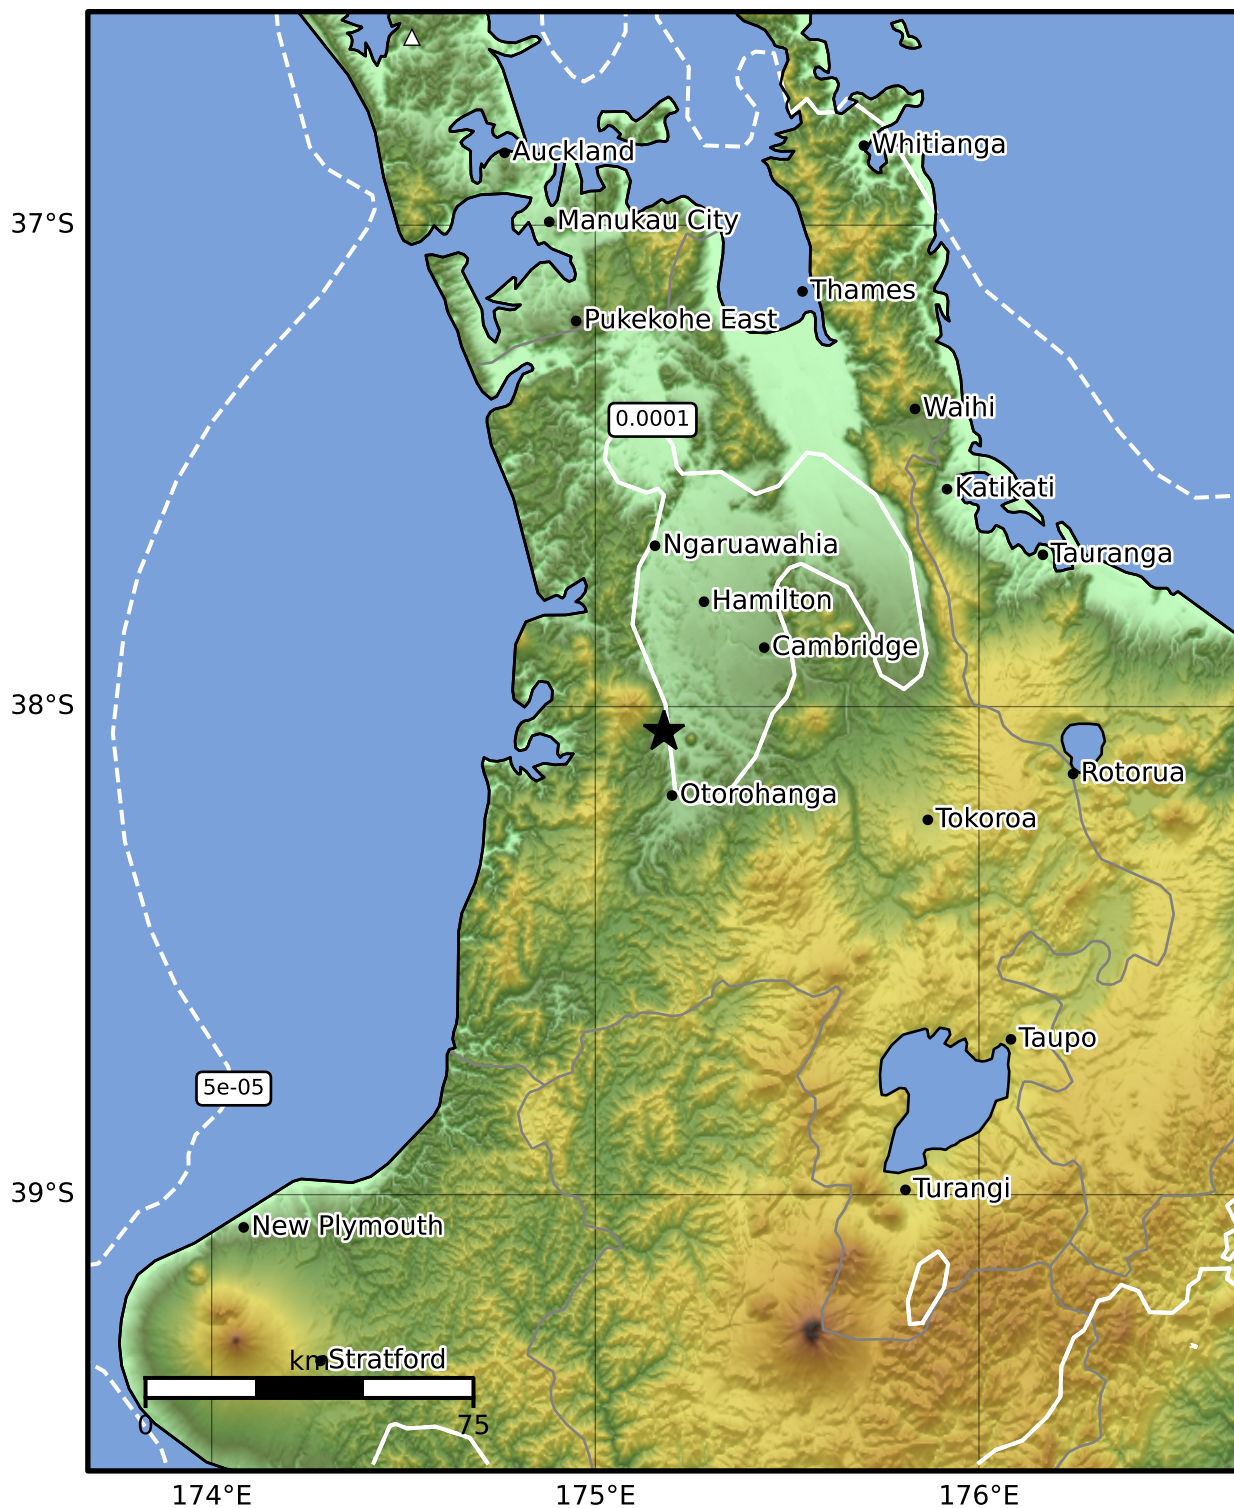 Whitianga
Auckland
37°S
Manukau City
Thames
Pukekohe East
Waihi
0.0001
Katikati
Ngaruawahia
Tauranga
Hamilton
Cambridge
38°S
Rotorua
Otorohanga
Tokoroa
Taupo
5e-05
39°S
Turangi
New Plymouth
km
Stratford
0
75
174°E
175°E
176°E